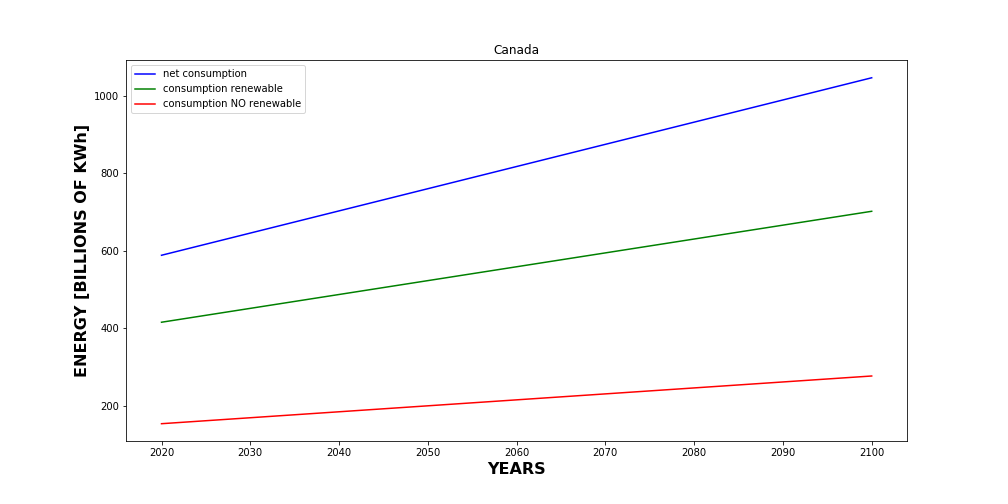 Canada
net consumption
consumption renewable
consumption NO renewable
ENERGY [BILLIONS OF KWh]
1000
800
600
400
200
2020 2030 2040 2050 2060 2070 2080 2090 2100
YEARS